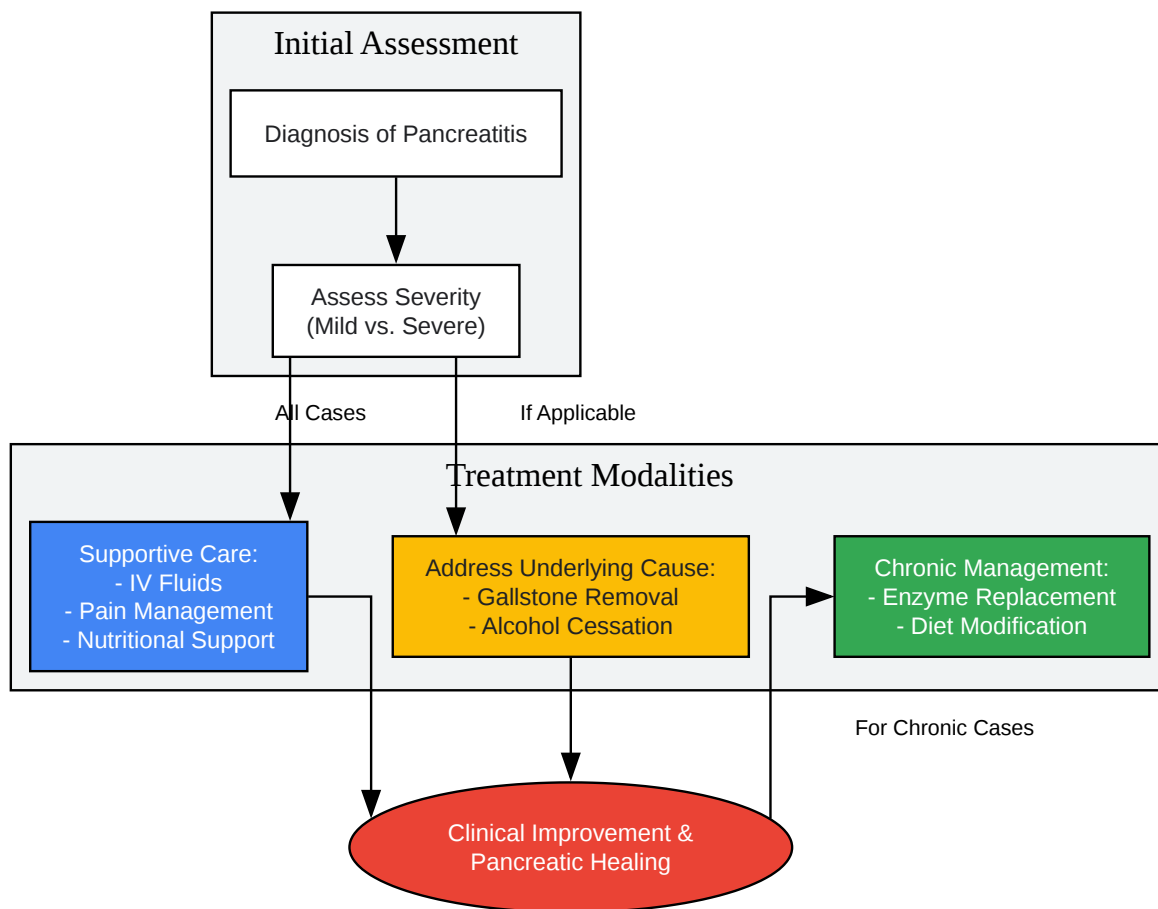 Initial Assessment
Diagnosis of Pancreatitis
Assess Severity
(Mild vs. Severe)
All Cases
If Applicable
Treatment Modalities
Supportive Care:
- IV Fluids
- Pain Management
- Nutritional Support
Address Underlying Cause:
- Gallstone Removal
- Alcohol Cessation
Chronic Management:
- Enzyme Replacement
- Diet Modification
For Chronic Cases
Clinical Improvement &
Pancreatic Healing